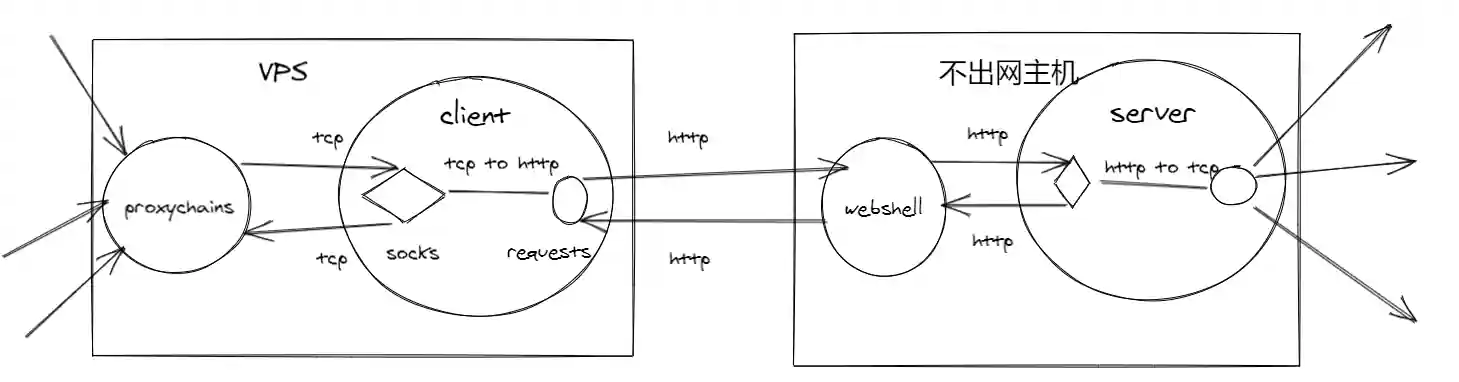 VPS
client
tcp
tcp to http
proxychains
tcp
socks
requests
http
http
不出网主机
server
http
http to tcp
webshell
http